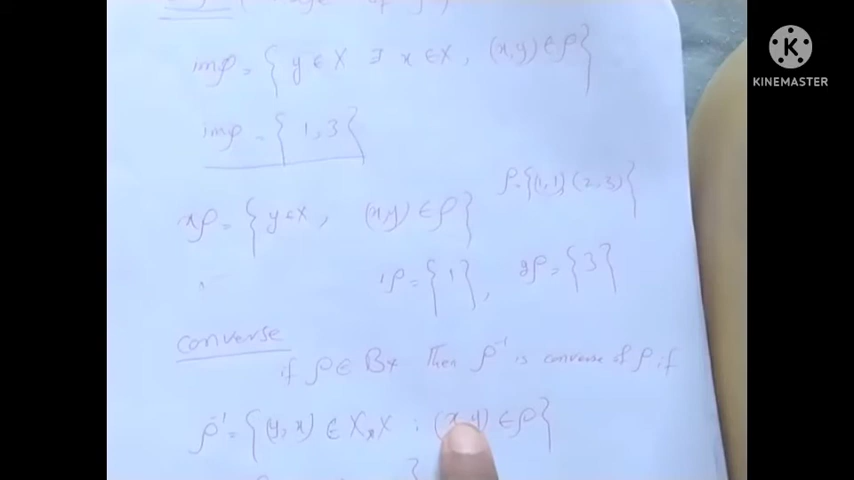 imρ = { y ∈ X ∃ x ∈ X, (x,y) ∈ ρ }
KINEMASTER
imρ = { 1, 3 }
ρ = {(1,1) (2,3)}
xρ = { y ∈ X, (x,y) ∈ ρ }
1ρ = { 1 }, 2ρ = { 3 }
Converse
if ρ ∈ Bx Then ρ⁻¹ is converse of ρ if
ρ⁻¹ = { (y, x) ∈ X x X : (x,y) ∈ ρ }